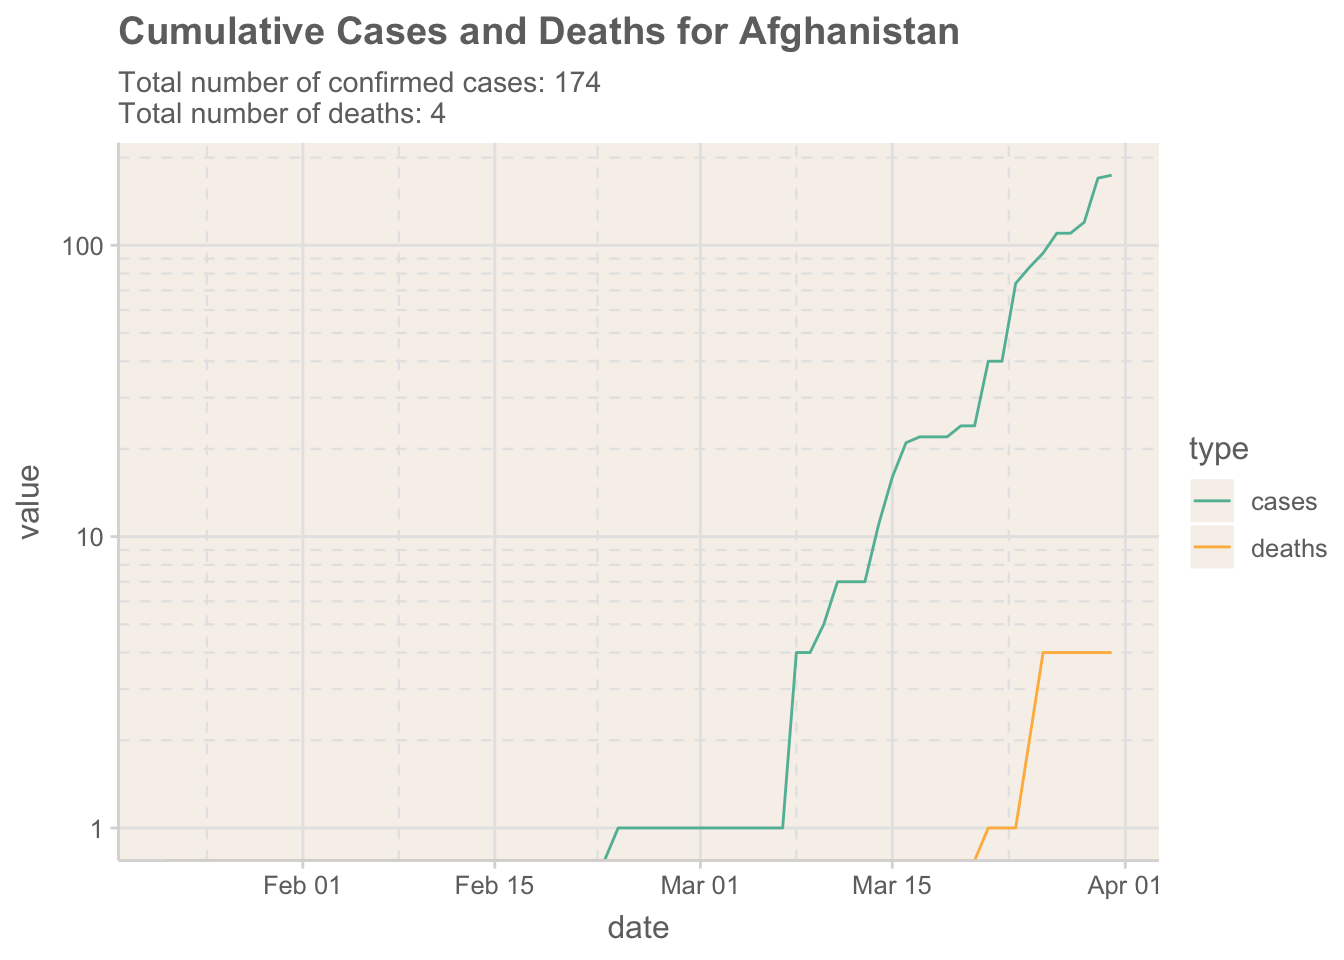 Cumulative Cases and Deaths for Afghanistan
Total number of confirmed cases: 174
Total number of deaths: 4
100
10
1
value
Feb 01
Feb 15
Mar 01
Mar 15
Apr 01
date
type
cases
deaths